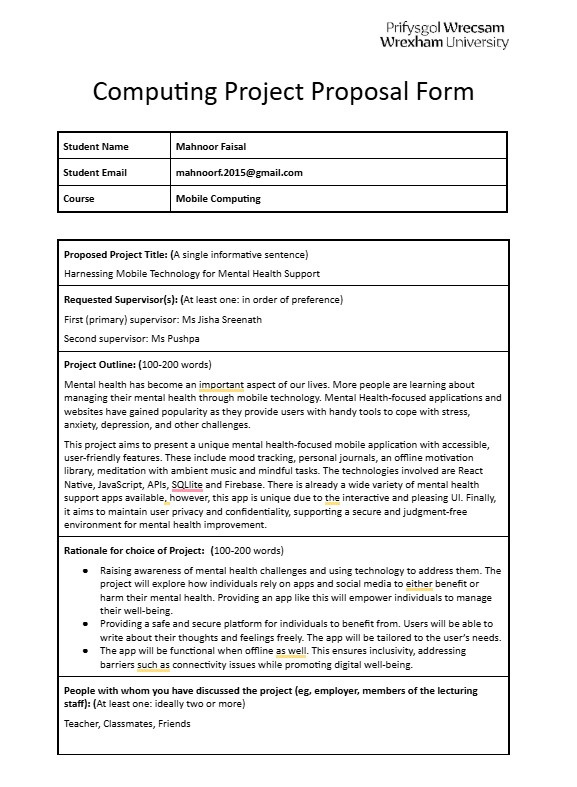 Prifysgol Wrecsam
Wrexham University
Computing Project Proposal Form
Student Name Mahnoor Faisal
Student Email mahnoorf.2015@gmail.com
Course Mobile Computing
Proposed Project Title: (A single informative sentence)
Harnessing Mobile Technology for Mental Health Support
Requested Supervisor(s): (At least one: in order of preference)
First (primary) supervisor: Ms Jisha Sreenath
Second supervisor: Ms Pushpa
Project Outline: (100-200 words)
Mental health has become an important aspect of our lives. More people are learning about
managing their mental health through mobile technology. Mental Health-focused applications and
websites have gained popularity as they provide users with handy tools to cope with stress,
anxiety, depression, and other challenges.
This project aims to present a unique mental health-focused mobile application with accessible,
user-friendly features. These include mood tracking, personal journals, an offline motivation
library, meditation with ambient music and mindful tasks. The technologies involved are React
Native, JavaScript, APIs, SQLlite and Firebase. There is already a wide variety of mental health
support apps available, however, this app is unique due to the interactive and pleasing UI. Finally,
it aims to maintain user privacy and confidentiality, supporting a secure and judgment-free
environment for mental health improvement.
Rationale for choice of Project: (100-200 words)
• Raising awareness of mental health challenges and using technology to address them. The
project will explore how individuals rely on apps and social media to either benefit or
harm their mental health. Providing an app like this will empower individuals to manage
their well-being.
• Providing a safe and secure platform for individuals to benefit from. Users will be able to
write about their thoughts and feelings freely. The app will be tailored to the user's needs.
• The app will be functional when offline as well. This ensures inclusivity, addressing
barriers such as connectivity issues while promoting digital well-being.
People with whom you have discussed the project (eg, employer, members of the lecturing
staff): (At least one: ideally two or more)
Teacher, Classmates, Friends